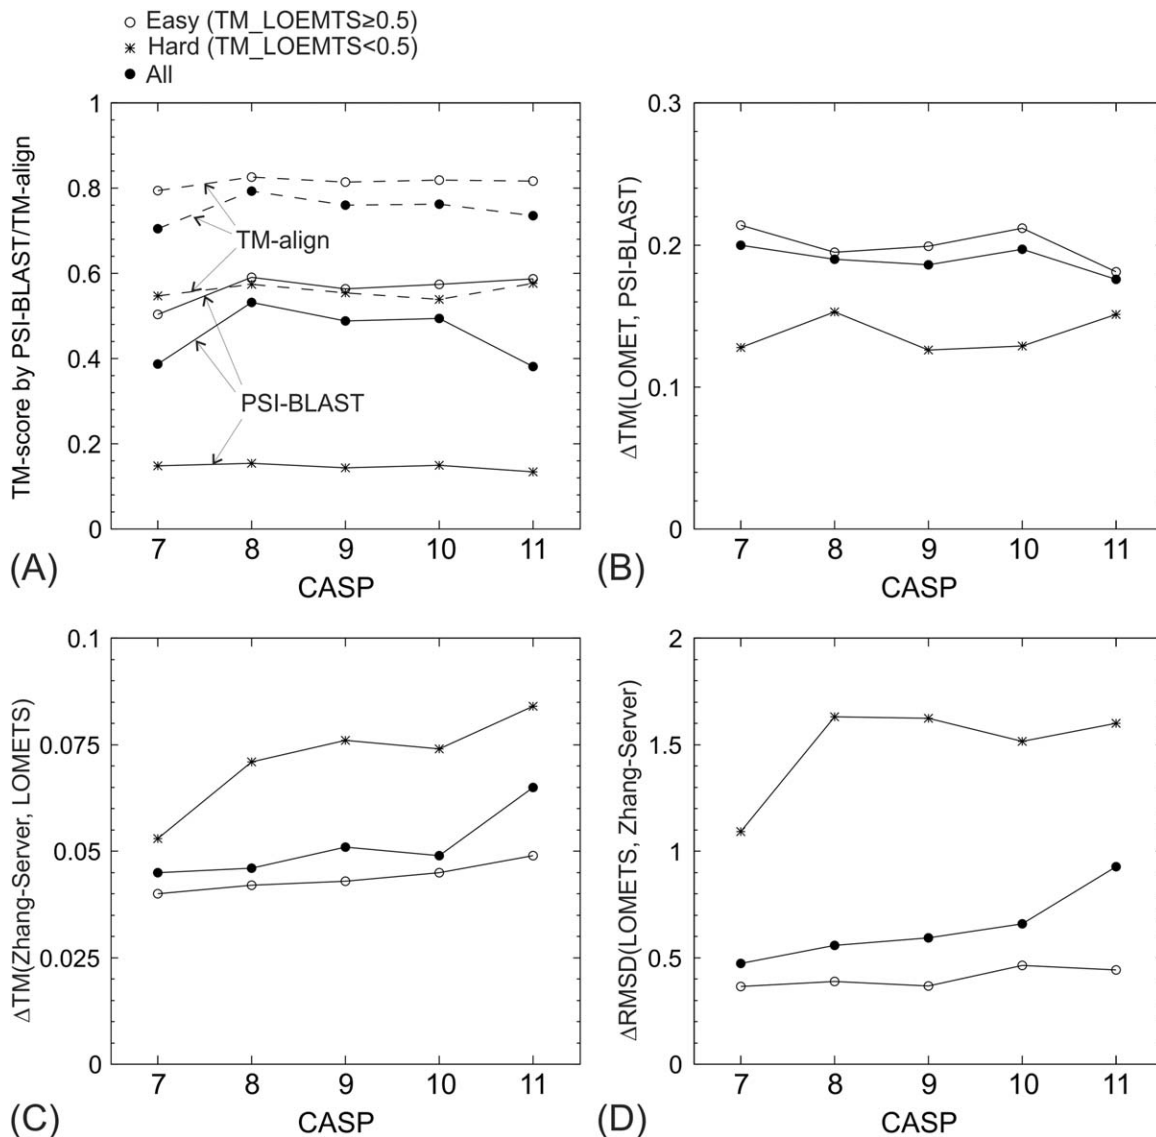 Easy (TM_LOEMTS≥0.5)
Hard (TM_LOEMTS<0.5)
All
TM-score by PSI-BLAST/TM-align
1
0.8
0.6
0.4
0.2
0
TM-align
PSI-BLAST
7 8 9 10 11
CASP
(A)
ΔTM(LOMET, PSI-BLAST)
0.3
0.2
0.1
0
7 8 9 10 11
CASP
(B)
ΔTM(Zhang-Server, LOMETS)
0.1
0.075
0.05
0.025
0
7 8 9 10 11
CASP
(C)
ΔRMSD(LOMETS, Zhang-Server)
2
1.5
1
0.5
0
7 8 9 10 11
CASP
(D)